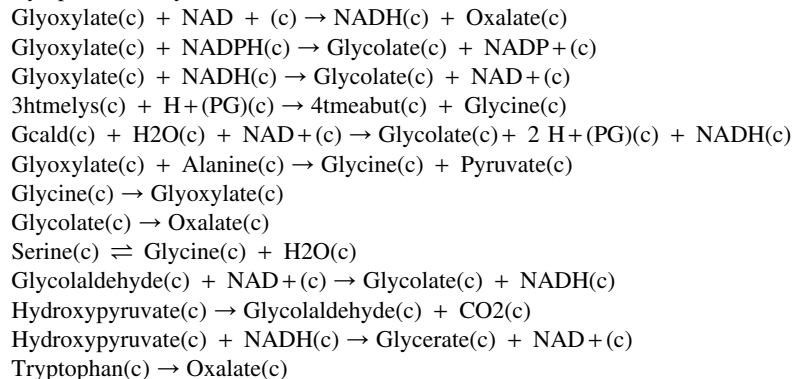 Glyoxylate(c) + NAD + (c) → NADH(c) + Oxalate(c)
Glyoxylate(c) + NADPH(c) → Glycolate(c) + NADP+(c)
Glyoxylate(c) + NADH(c) → Glycolate(c) + NAD+(c)
3htmelys(c) + H+(PG)(c) → 4tmeabut(c) + Glycine(c)
Gcald(c) + H2O(c) + NAD+(c) → Glycolate(c)+ 2 H+(PG)(c) + NADH(c)
Glyoxylate(c) + Alanine(c) → Glycine(c) + Pyruvate(c)
Glycine(c) → Glyoxylate(c)
Glycolate(c) → Oxalate(c)
Serine(c) ⇌ Glycine(c) + H2O(c)
Glycolaldehyde(c) + NAD+(c) → Glycolate(c) + NADH(c)
Hydroxypyruvate(c) → Glycolaldehyde(c) + CO2(c)
Hydroxypyruvate(c) + NADH(c) → Glycerate(c) + NAD+(c)
Tryptophan(c) → Oxalate(c)